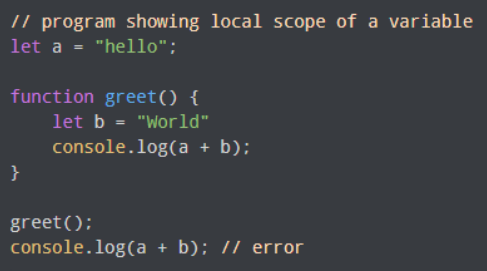 // program showing local scope of a variable
let a = "hello";

function greet() {
    let b = "World"
    console.log(a + b);
}

greet();
console.log(a + b); // error